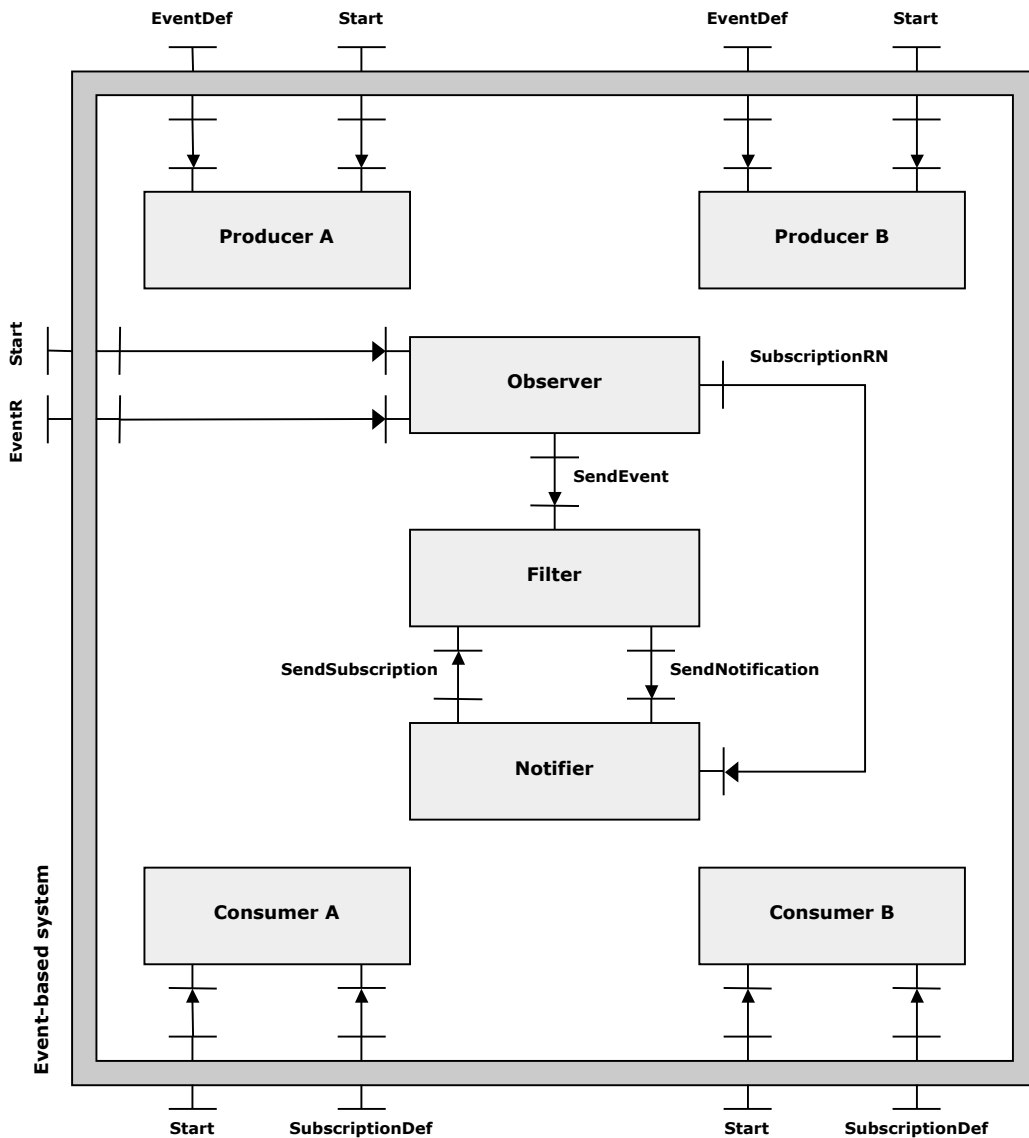 EventDef
Start
EventDef
Start
Producer A
Producer B
Start
EventR
Observer
SubscriptionRN
SendEvent
Filter
SendSubscription
SendNotification
Notifier
Consumer A
Consumer B
Event-based system
Start
SubscriptionDef
Start
SubscriptionDef